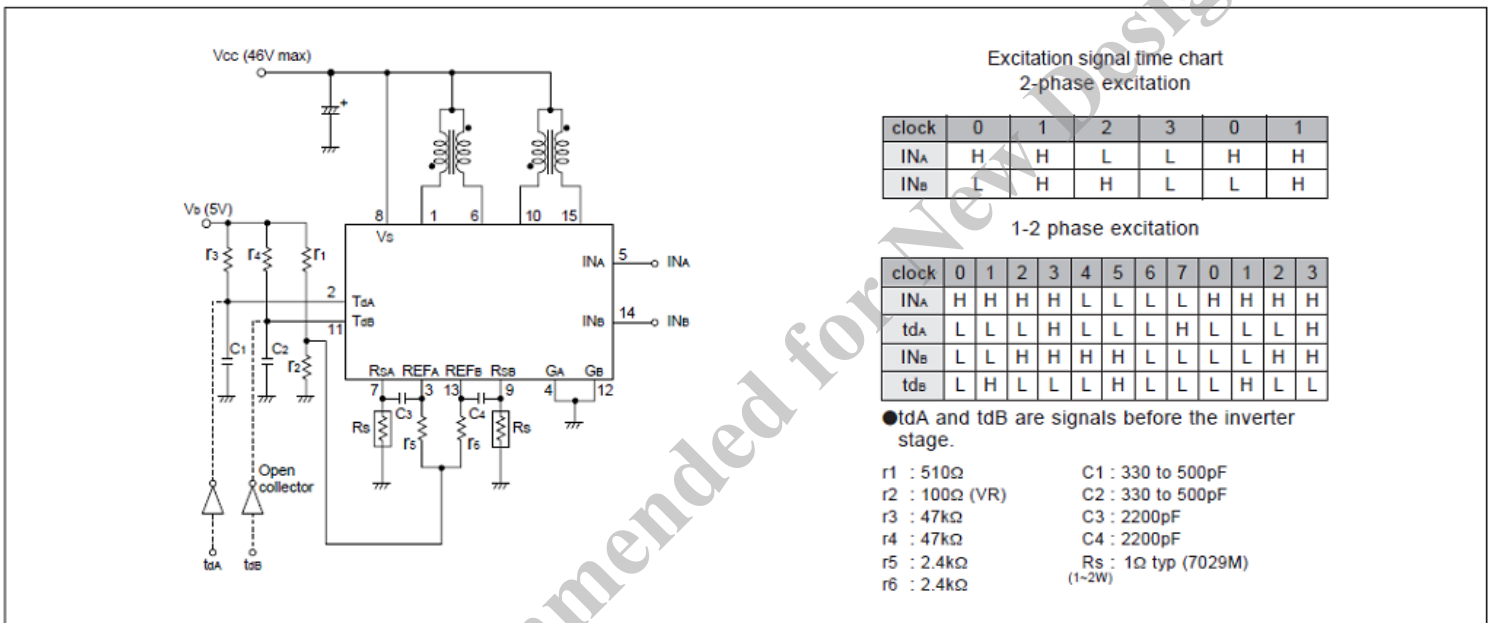 Vcc (46V max)
+
Vb (5V)
r3
r4
r1
8
1
6
10
15
Vs
2
TdA
11
TdB
INA
5
INA
INB
14
INB
C1
C2
r2
RSA
REFA
REFB
RSB
GA
GB
7
3
13
9
4
12
C3
C4
Rs
r5
r6
Rs
Open
collector
tdA
tdB
Excitation signal time chart
2-phase excitation
clock 0 1 2 3 0 1
INA H H L L H H
INB L H H L L H
1-2 phase excitation
clock 0 1 2 3 4 5 6 7 0 1 2 3
INA H H H H L L L L H H H H
tdA L L L H L L L H L L L H
INB L L H H H H L L L L H H
tdB L H L L L H L L L H L L
●tdA and tdB are signals before the inverter
stage.
r1 : 510Ω
r2 : 100Ω (VR)
r3 : 47kΩ
r4 : 47kΩ
r5 : 2.4kΩ
r6 : 2.4kΩ
C1 : 330 to 500pF
C2 : 330 to 500pF
C3 : 2200pF
C4 : 2200pF
Rs : 1Ω typ (7029M)
(1~2W)
mmended for New Design